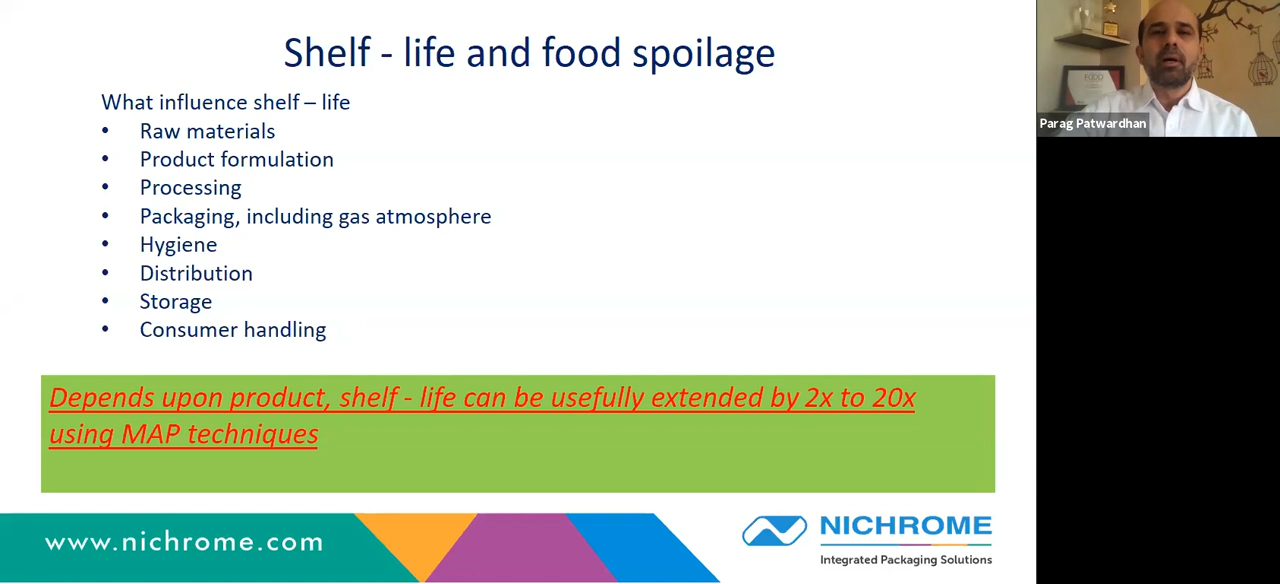 Shelf - life and food spoilage
What influence shelf – life
• Raw materials
• Product formulation
• Processing
• Packaging, including gas atmosphere
• Hygiene
• Distribution
• Storage
• Consumer handling
Depends upon product, shelf - life can be usefully extended by 2x to 20x
using MAP techniques
www.nichrome.com
NICHROME
Integrated Packaging Solutions
Parag Patwardhan